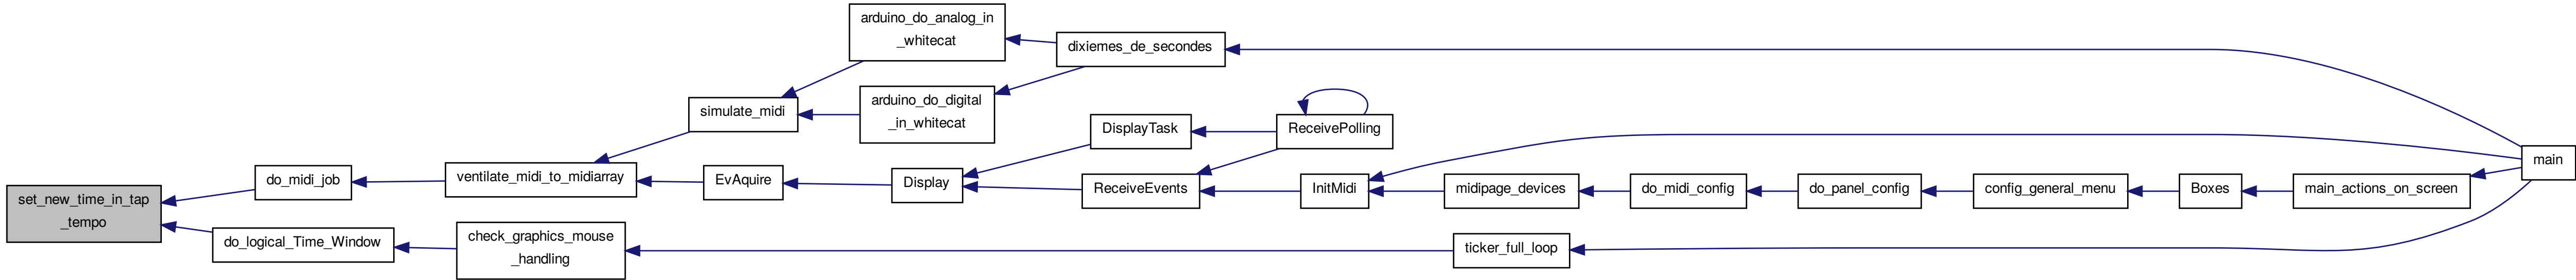 set_new_time_in_tap
_tempo
do_midi_job
do_logical_Time_Window
ventilate_midi_to_midiarray
check_graphics_mouse
_handling
simulate_midi
EvAquire
arduino_do_analog_in
_whitecat
arduino_do_digital
_in_whitecat
Display
dixiemes_de_secondes
DisplayTask
ReceiveEvents
ReceivePolling
InitMidi
midipage_devices
ticker_full_loop
do_midi_config
do_panel_config
config_general_menu
Boxes
main_actions_on_screen
main